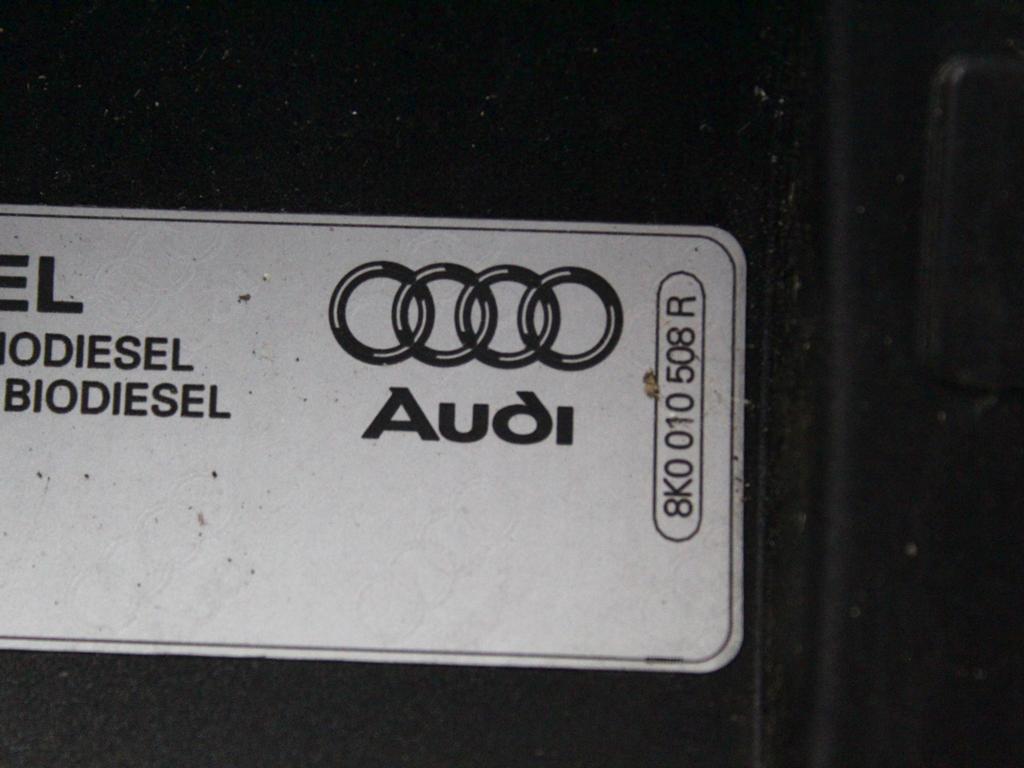 EL
IODIESEL
BIODIESEL
Audi
8K0 010 508 R